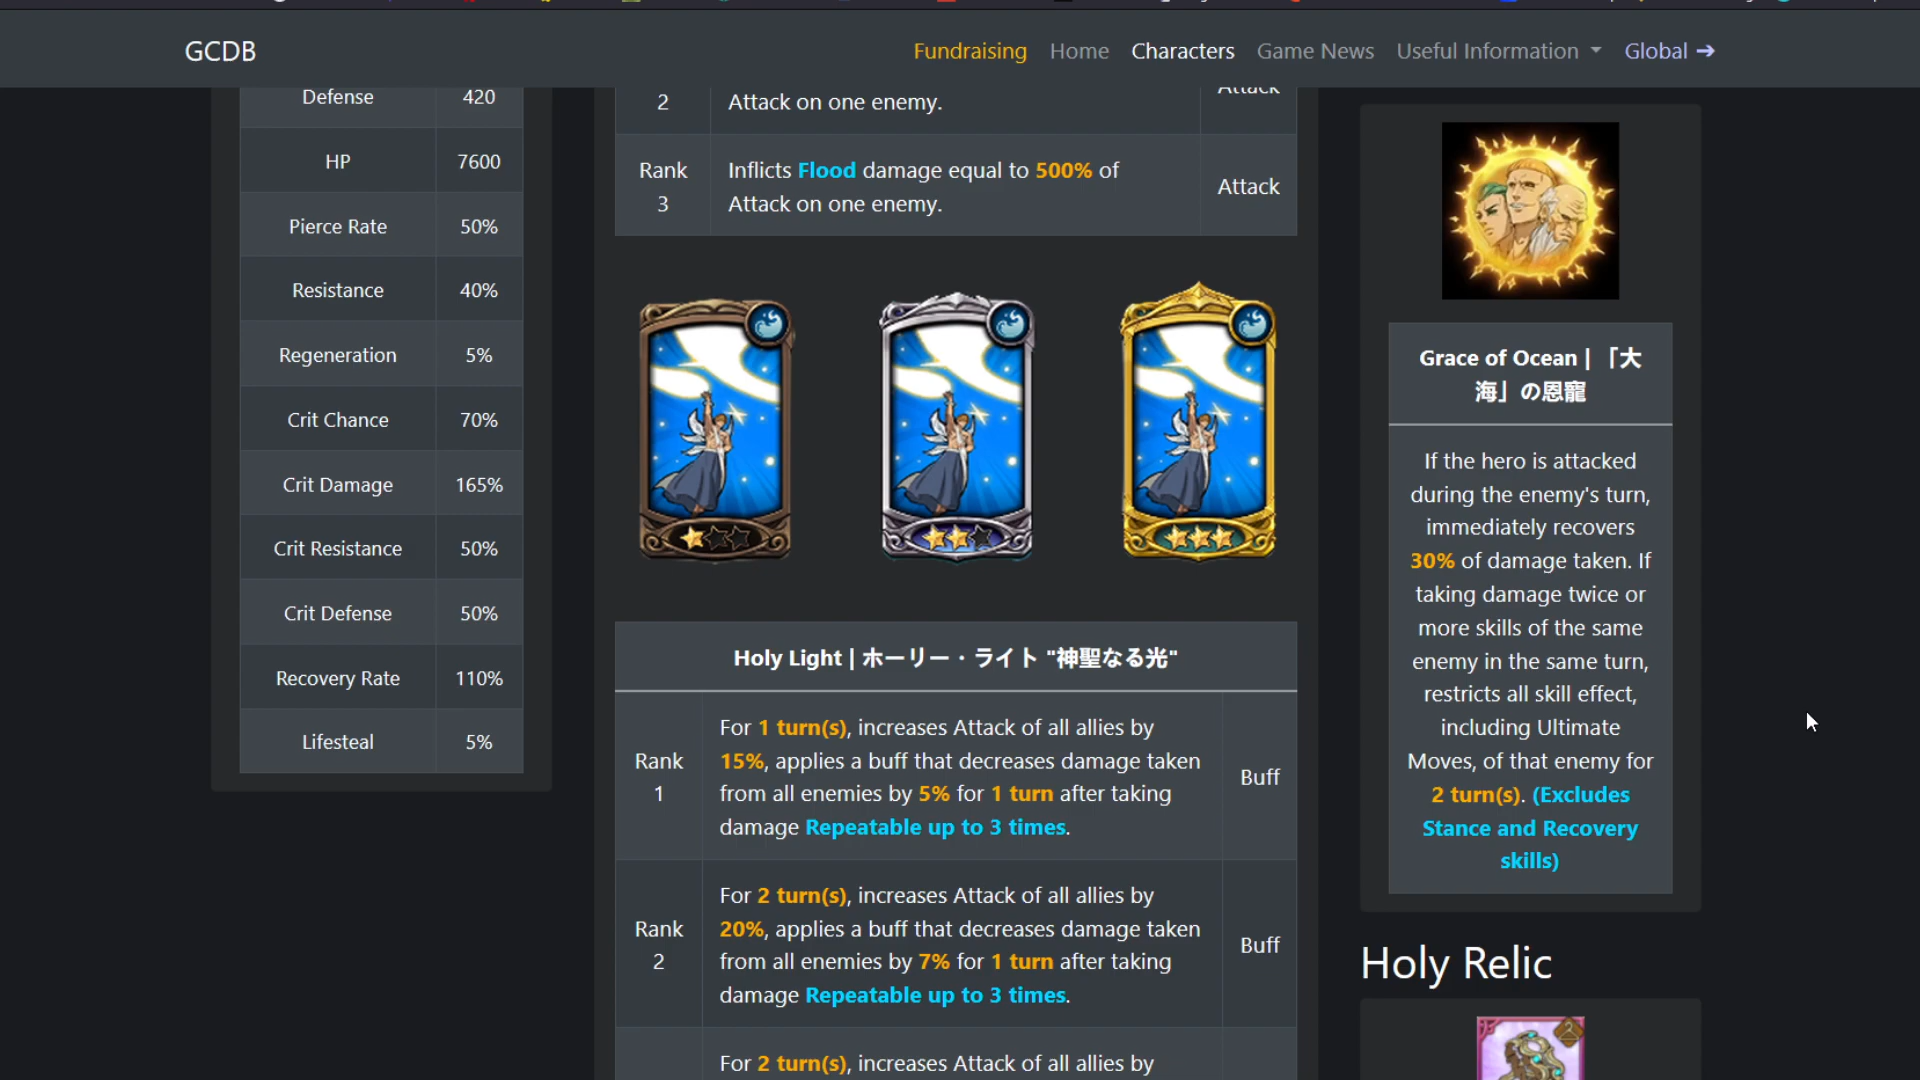 GCDB
Fundraising
Home
Characters
Game News
Useful Information
Global
Defense 420
HP 7600
Pierce Rate 50%
Resistance 40%
Regeneration 5%
Crit Chance 70%
Crit Damage 165%
Crit Resistance 50%
Crit Defense 50%
Recovery Rate 110%
Lifesteal 5%
2
Attack on one enemy.
Attack
Rank
3
Inflicts Flood damage equal to 500% of
Attack on one enemy.
Attack
Holy Light | ホーリー・ライト "神聖なる光"
Rank
1
For 1 turn(s), increases Attack of all allies by
15%, applies a buff that decreases damage taken
from all enemies by 5% for 1 turn after taking
damage Repeatable up to 3 times.
Buff
Rank
2
For 2 turn(s), increases Attack of all allies by
20%, applies a buff that decreases damage taken
from all enemies by 7% for 1 turn after taking
damage Repeatable up to 3 times.
Buff
For 2 turn(s), increases Attack of all allies by
Grace of Ocean | 「大
海」の恩寵
If the hero is attacked
during the enemy's turn,
immediately recovers
30% of damage taken. If
taking damage twice or
more skills of the same
enemy in the same turn,
restricts all skill effect,
including Ultimate
Moves, of that enemy for
2 turn(s). (Excludes
Stance and Recovery
skills)
Holy Relic